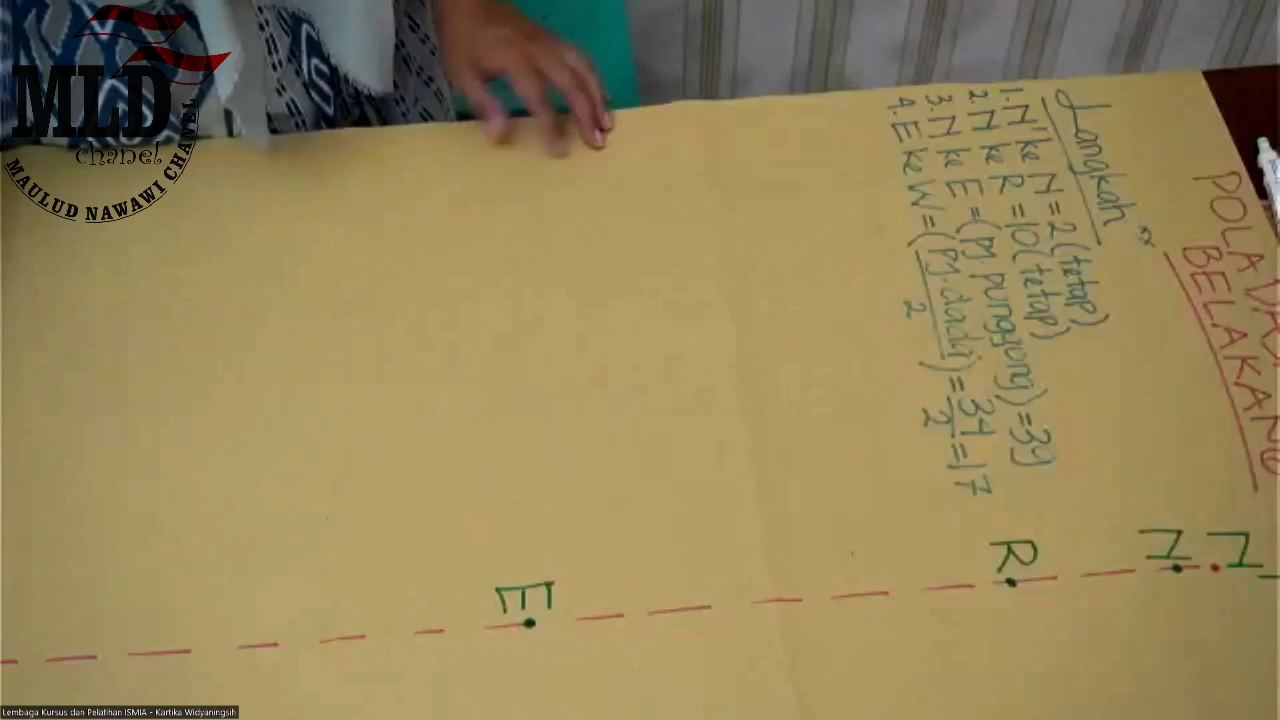 MLD
chanel
MAULUD NAWAWI CHANEL
POLA
BELAKANG
Langkah
1. N' ke N = 2 (tetap)
2. N ke R = 10 (tetap)
3. N ke E = (pj punggung) = 39
4. E ke W = (pj. dada) = 34 = 17
2 2
N'
N
R
E
Lembaga Kursus dan Pelatihan ISMIA - Kartika Widyaningsih